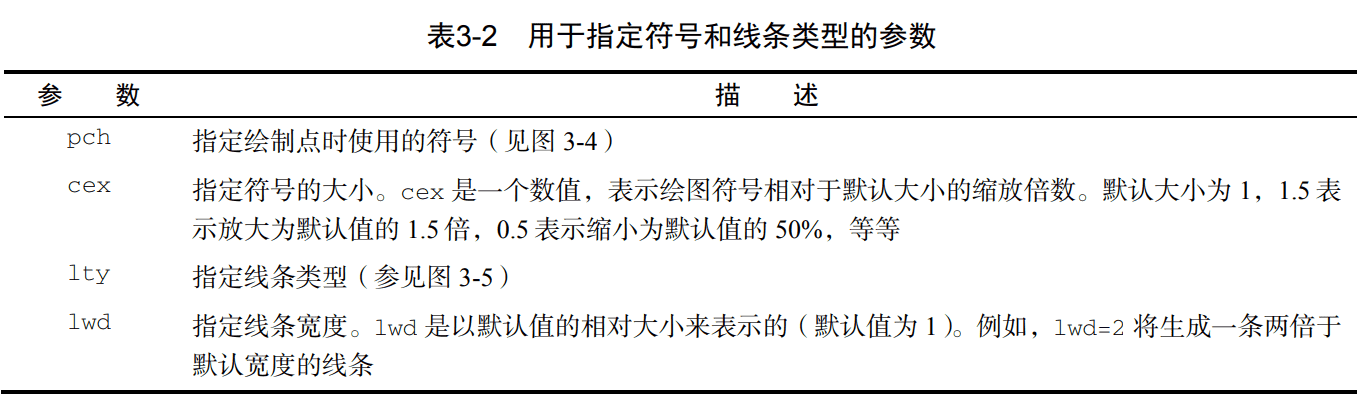 表3-2 用于指定符号和线条类型的参数
参 数 描 述
pch 指定绘制点时使用的符号（见图 3-4）
cex 指定符号的大小。cex 是一个数值，表示绘图符号相对于默认大小的缩放倍数。默认大小为 1，1.5 表
示放大为默认值的 1.5 倍，0.5 表示缩小为默认值的 50%，等等
lty 指定线条类型（参见图 3-5）
lwd 指定线条宽度。lwd 是以默认值的相对大小来表示的（默认值为 1）。例如，lwd=2 将生成一条两倍于
默认宽度的线条